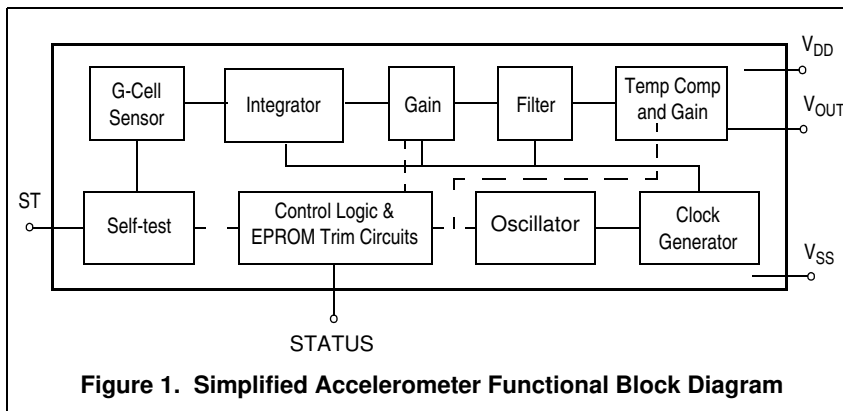 G-Cell
Sensor
Integrator
Gain
Filter
Temp Comp
and Gain
V_DD
V_OUT
ST
Self-test
Control Logic &
EPROM Trim Circuits
Oscillator
Clock
Generator
V_SS
STATUS
Figure 1. Simplified Accelerometer Functional Block Diagram